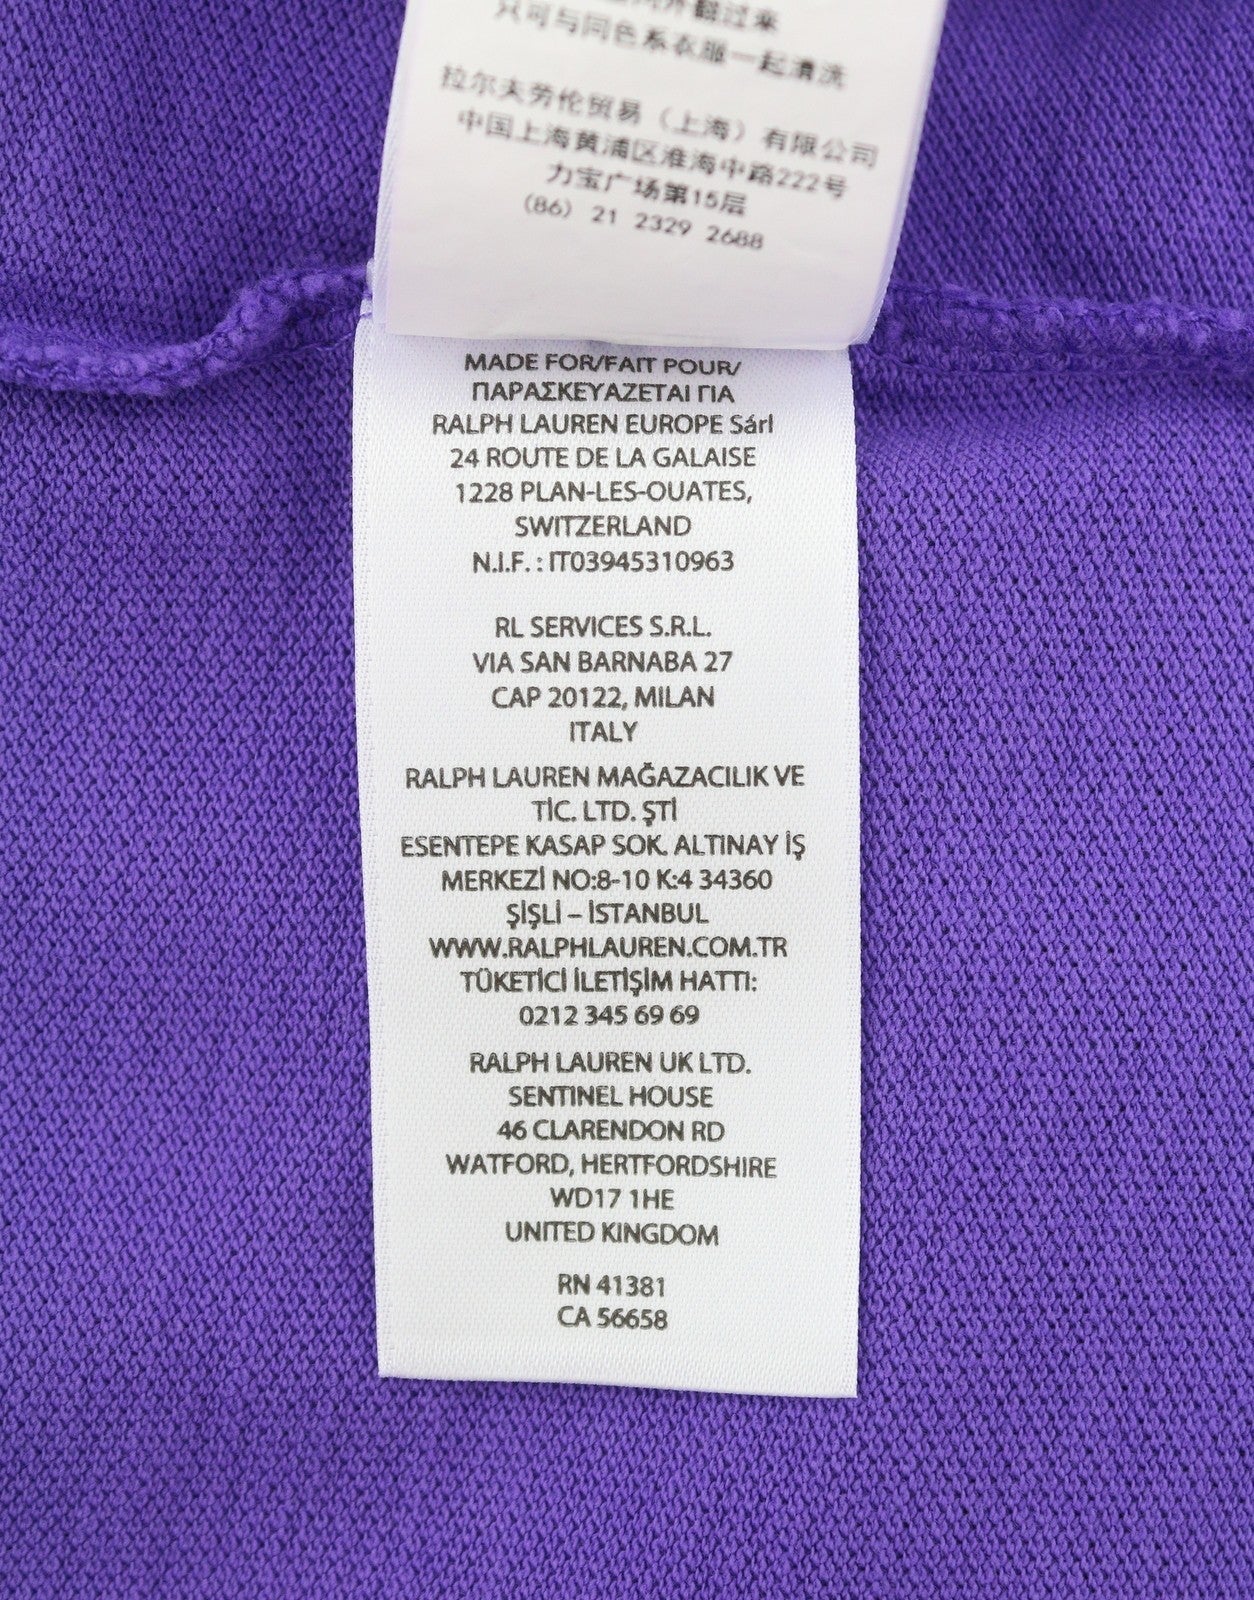 只可与同色系衣服一起清洗
拉尔夫劳伦贸易（上海）有限公司
中国上海黄浦区淮海中路222号
力宝广场第15层
(86) 21 2329 2688
MADE FOR/FAIT POUR/
ΠΑΡΑΣΚΕΥΑΖΕΤΑΙ ΓΙΑ
RALPH LAUREN EUROPE Sárl
24 ROUTE DE LA GALAISE
1228 PLAN-LES-OUATES,
SWITZERLAND
N.I.F. : IT03945310963
RL SERVICES S.R.L.
VIA SAN BARNABA 27
CAP 20122, MILAN
ITALY
RALPH LAUREN MAĞAZACILIK VE
TİC. LTD. ŞTİ
ESENTEPE KASAP SOK. ALTINAY İŞ
MERKEZİ NO:8-10 K:4 34360
ŞİŞLİ – İSTANBUL
WWW.RALPHLAUREN.COM.TR
TÜKETİCİ İLETİŞİM HATTI:
0212 345 69 69
RALPH LAUREN UK LTD.
SENTINEL HOUSE
46 CLARENDON RD
WATFORD, HERTFORDSHIRE
WD17 1HE
UNITED KINGDOM
RN 41381
CA 56658